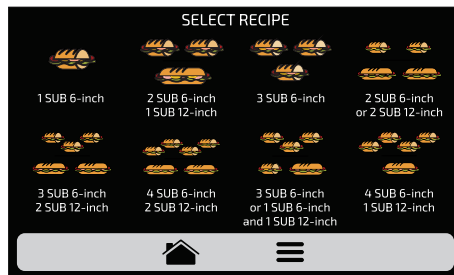 SELECT RECIPE
1 SUB 6-inch
2 SUB 6-inch
1 SUB 12-inch
3 SUB 6-inch
2 SUB 6-inch
or 2 SUB 12-inch
3 SUB 6-inch
2 SUB 12-inch
4 SUB 6-inch
2 SUB 12-inch
3 SUB 6-inch
or 1 SUB 6-inch
and 1 SUB 12-inch
4 SUB 6-inch
1 SUB 12-inch